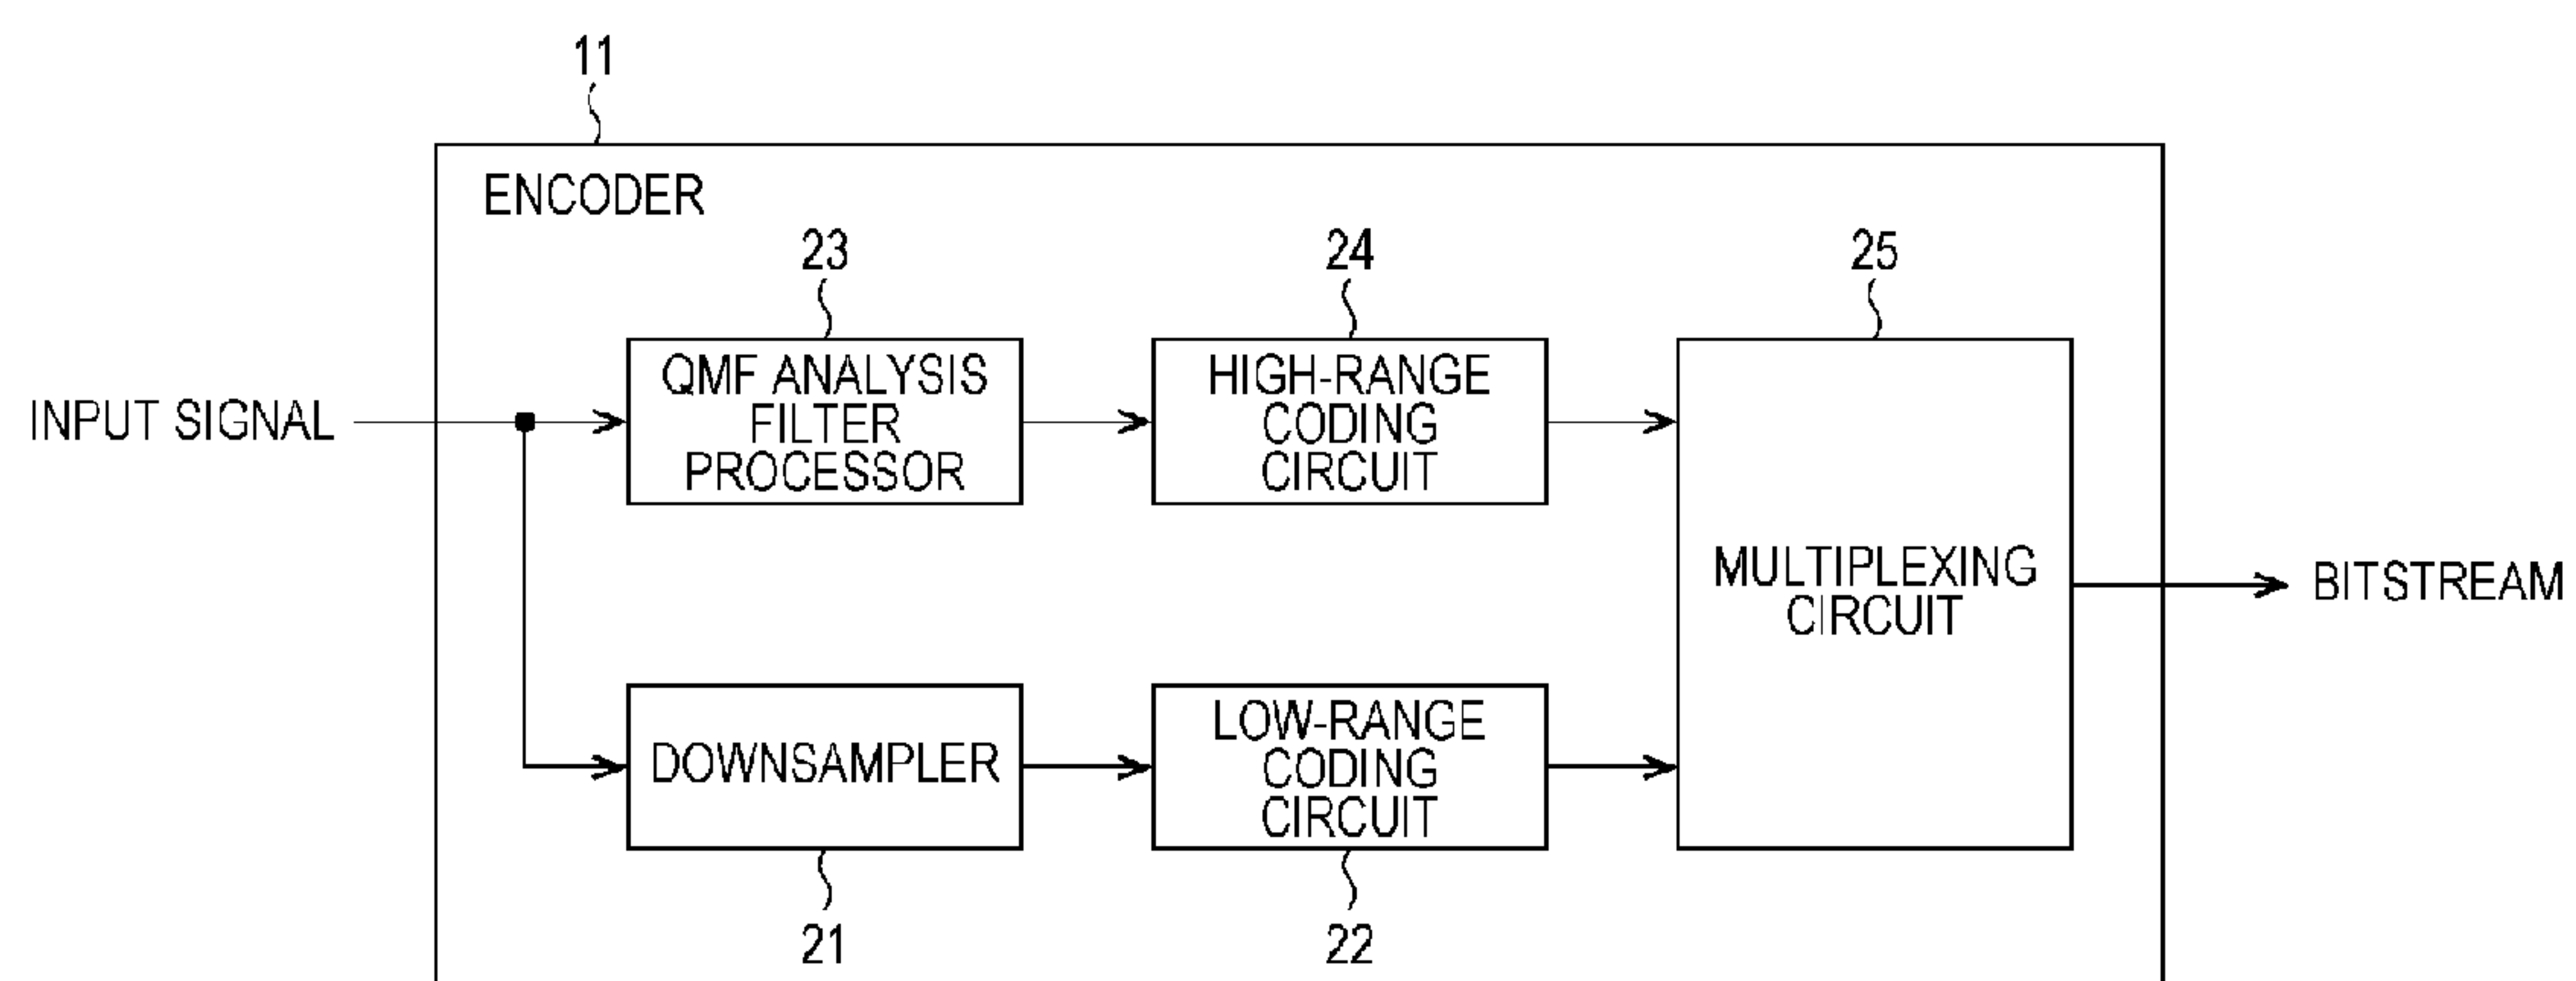 11
ENCODER
23
24
25
INPUT SIGNAL
QMF ANALYSIS
FILTER
PROCESSOR
HIGH-RANGE
CODING
CIRCUIT
MULTIPLEXING
CIRCUIT
BITSTREAM
DOWNSAMPLER
LOW-RANGE
CODING
CIRCUIT
21
22